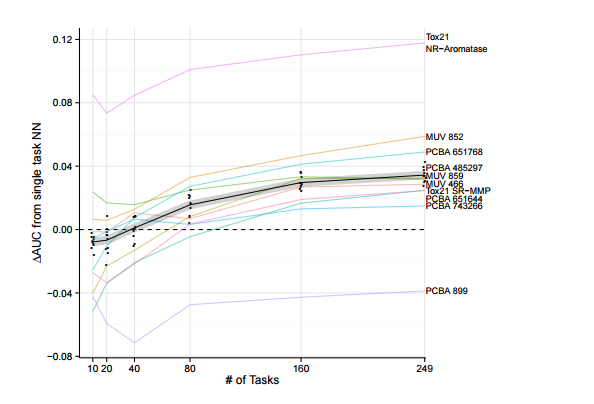 0.12
0.08
0.04
0.00
−0.04
−0.08
ΔAUC from single task NN
10 20 40 80 160 249
# of Tasks
Tox21
NR−Aromatase
MUV 852
PCBA 651768
PCBA 485297
MUV 859
MUV 466
Tox21 SR−MMP
PCBA 651644
PCBA 743266
PCBA 899